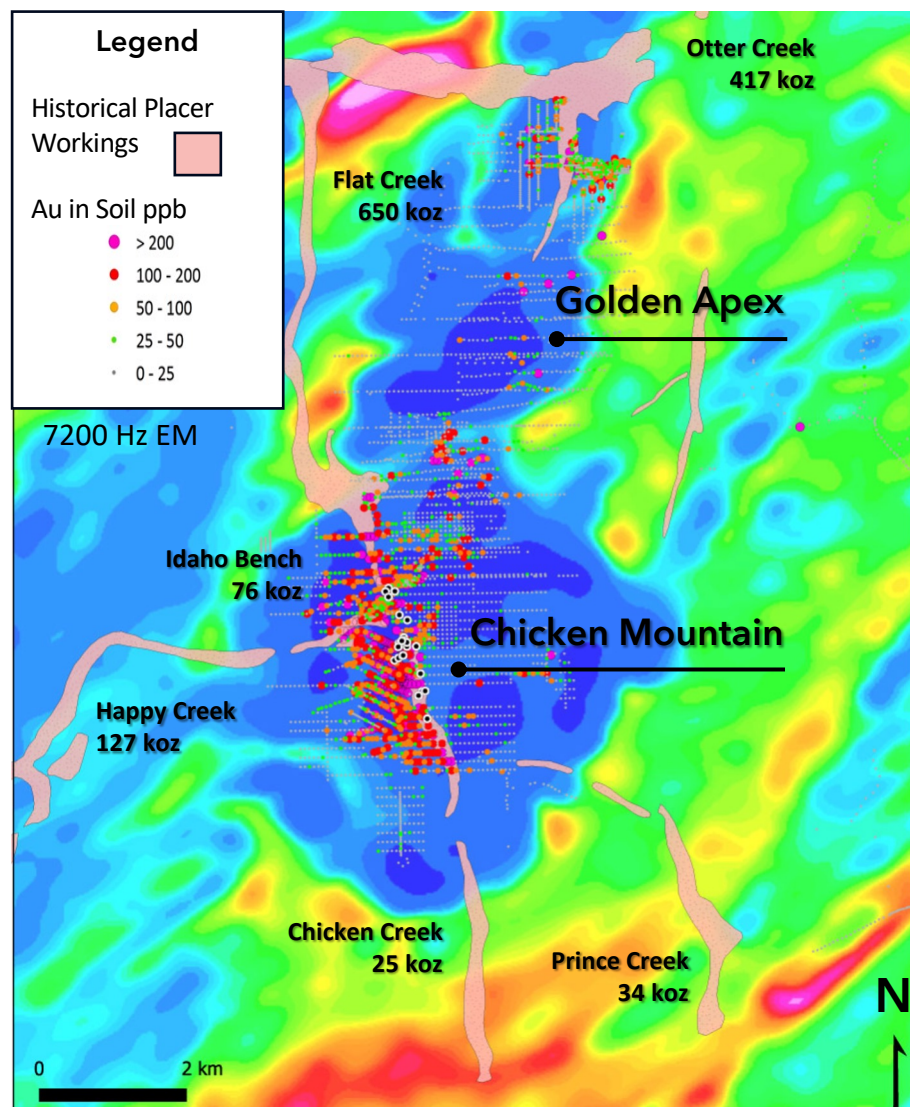 Legend
Historical Placer
Workings
Au in Soil ppb
> 200
100 - 200
50 - 100
25 - 50
0 - 25
7200 Hz EM
Otter Creek
417 koz
Flat Creek
650 koz
Golden Apex
Idaho Bench
76 koz
Chicken Mountain
Happy Creek
127 koz
Chicken Creek
25 koz
Prince Creek
34 koz
N
0 2 km